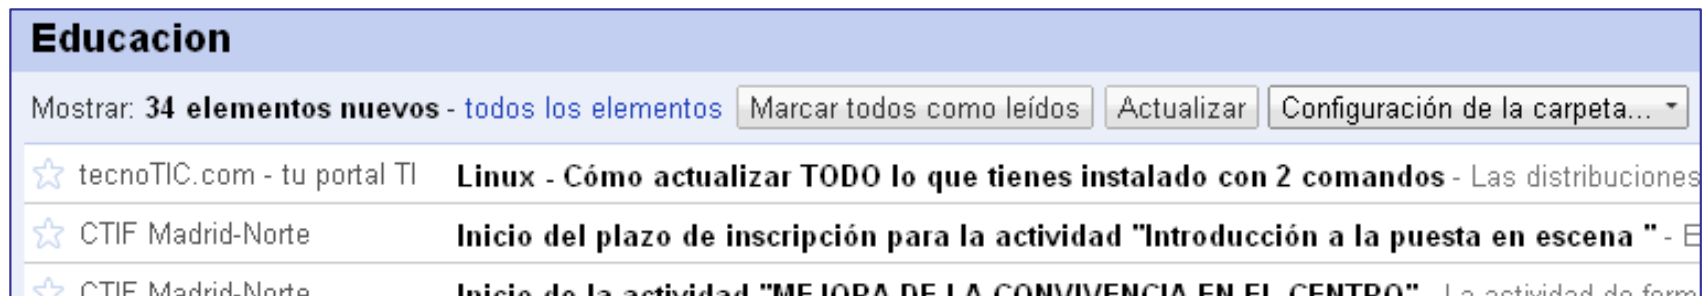 Educacion
Mostrar: 34 elementos nuevos - todos los elementos Marcar todos como leídos Actualizar Configuración de la carpeta...
tecnoTIC.com - tu portal TI Linux - Cómo actualizar TODO lo que tienes instalado con 2 comandos - Las distribuciones
CTIF Madrid-Norte Inicio del plazo de inscripción para la actividad "Introducción a la puesta en escena " - E
CTIF Madrid-Norte Inicio de la actividad "MEJORA DE LA CONVIVENCIA EN EL CENTRO" - La actividad de form